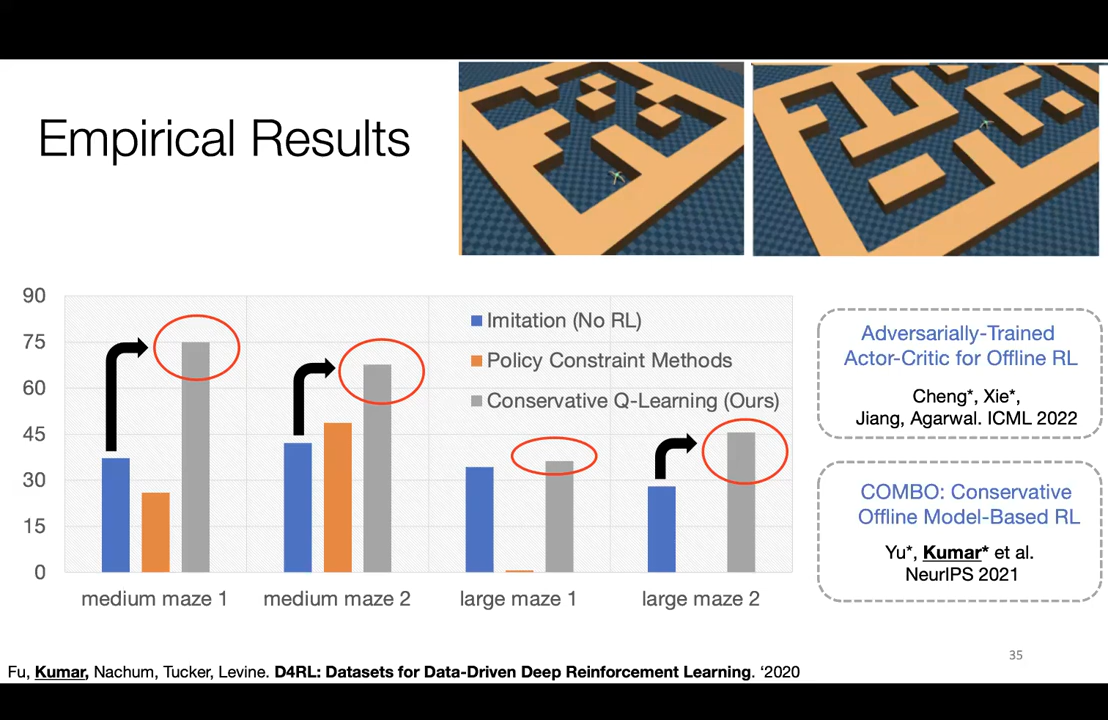 Empirical Results
90
75
60
45
30
15
0
Imitation (No RL)
Policy Constraint Methods
Conservative Q-Learning (Ours)
medium maze 1
medium maze 2
large maze 1
large maze 2
Adversarially-Trained
Actor-Critic for Offline RL
Cheng*, Xie*,
Jiang, Agarwal. ICML 2022
COMBO: Conservative
Offline Model-Based RL
Yu*, Kumar* et al.
NeurIPS 2021
35
Fu, Kumar, Nachum, Tucker, Levine. D4RL: Datasets for Data-Driven Deep Reinforcement Learning. ‘2020